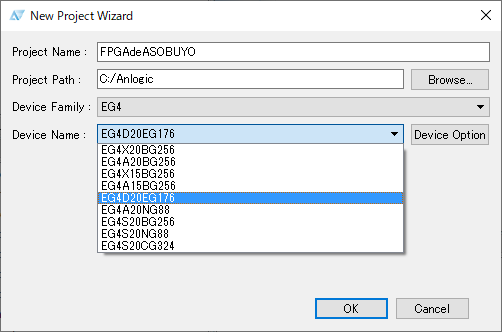 New Project Wizard
Project Name : FPGAdeASOBUYO
Project Path : C:/Anlogic Browse...
Device Family : EG4
Device Name : EG4D20EG176 Device Option
EG4X20BG256
EG4A20BG256
EG4X15BG256
EG4A15BG256
EG4D20EG176
EG4A20NG88
EG4S20BG256
EG4S20NG88
EG4S20CG324
OK Cancel